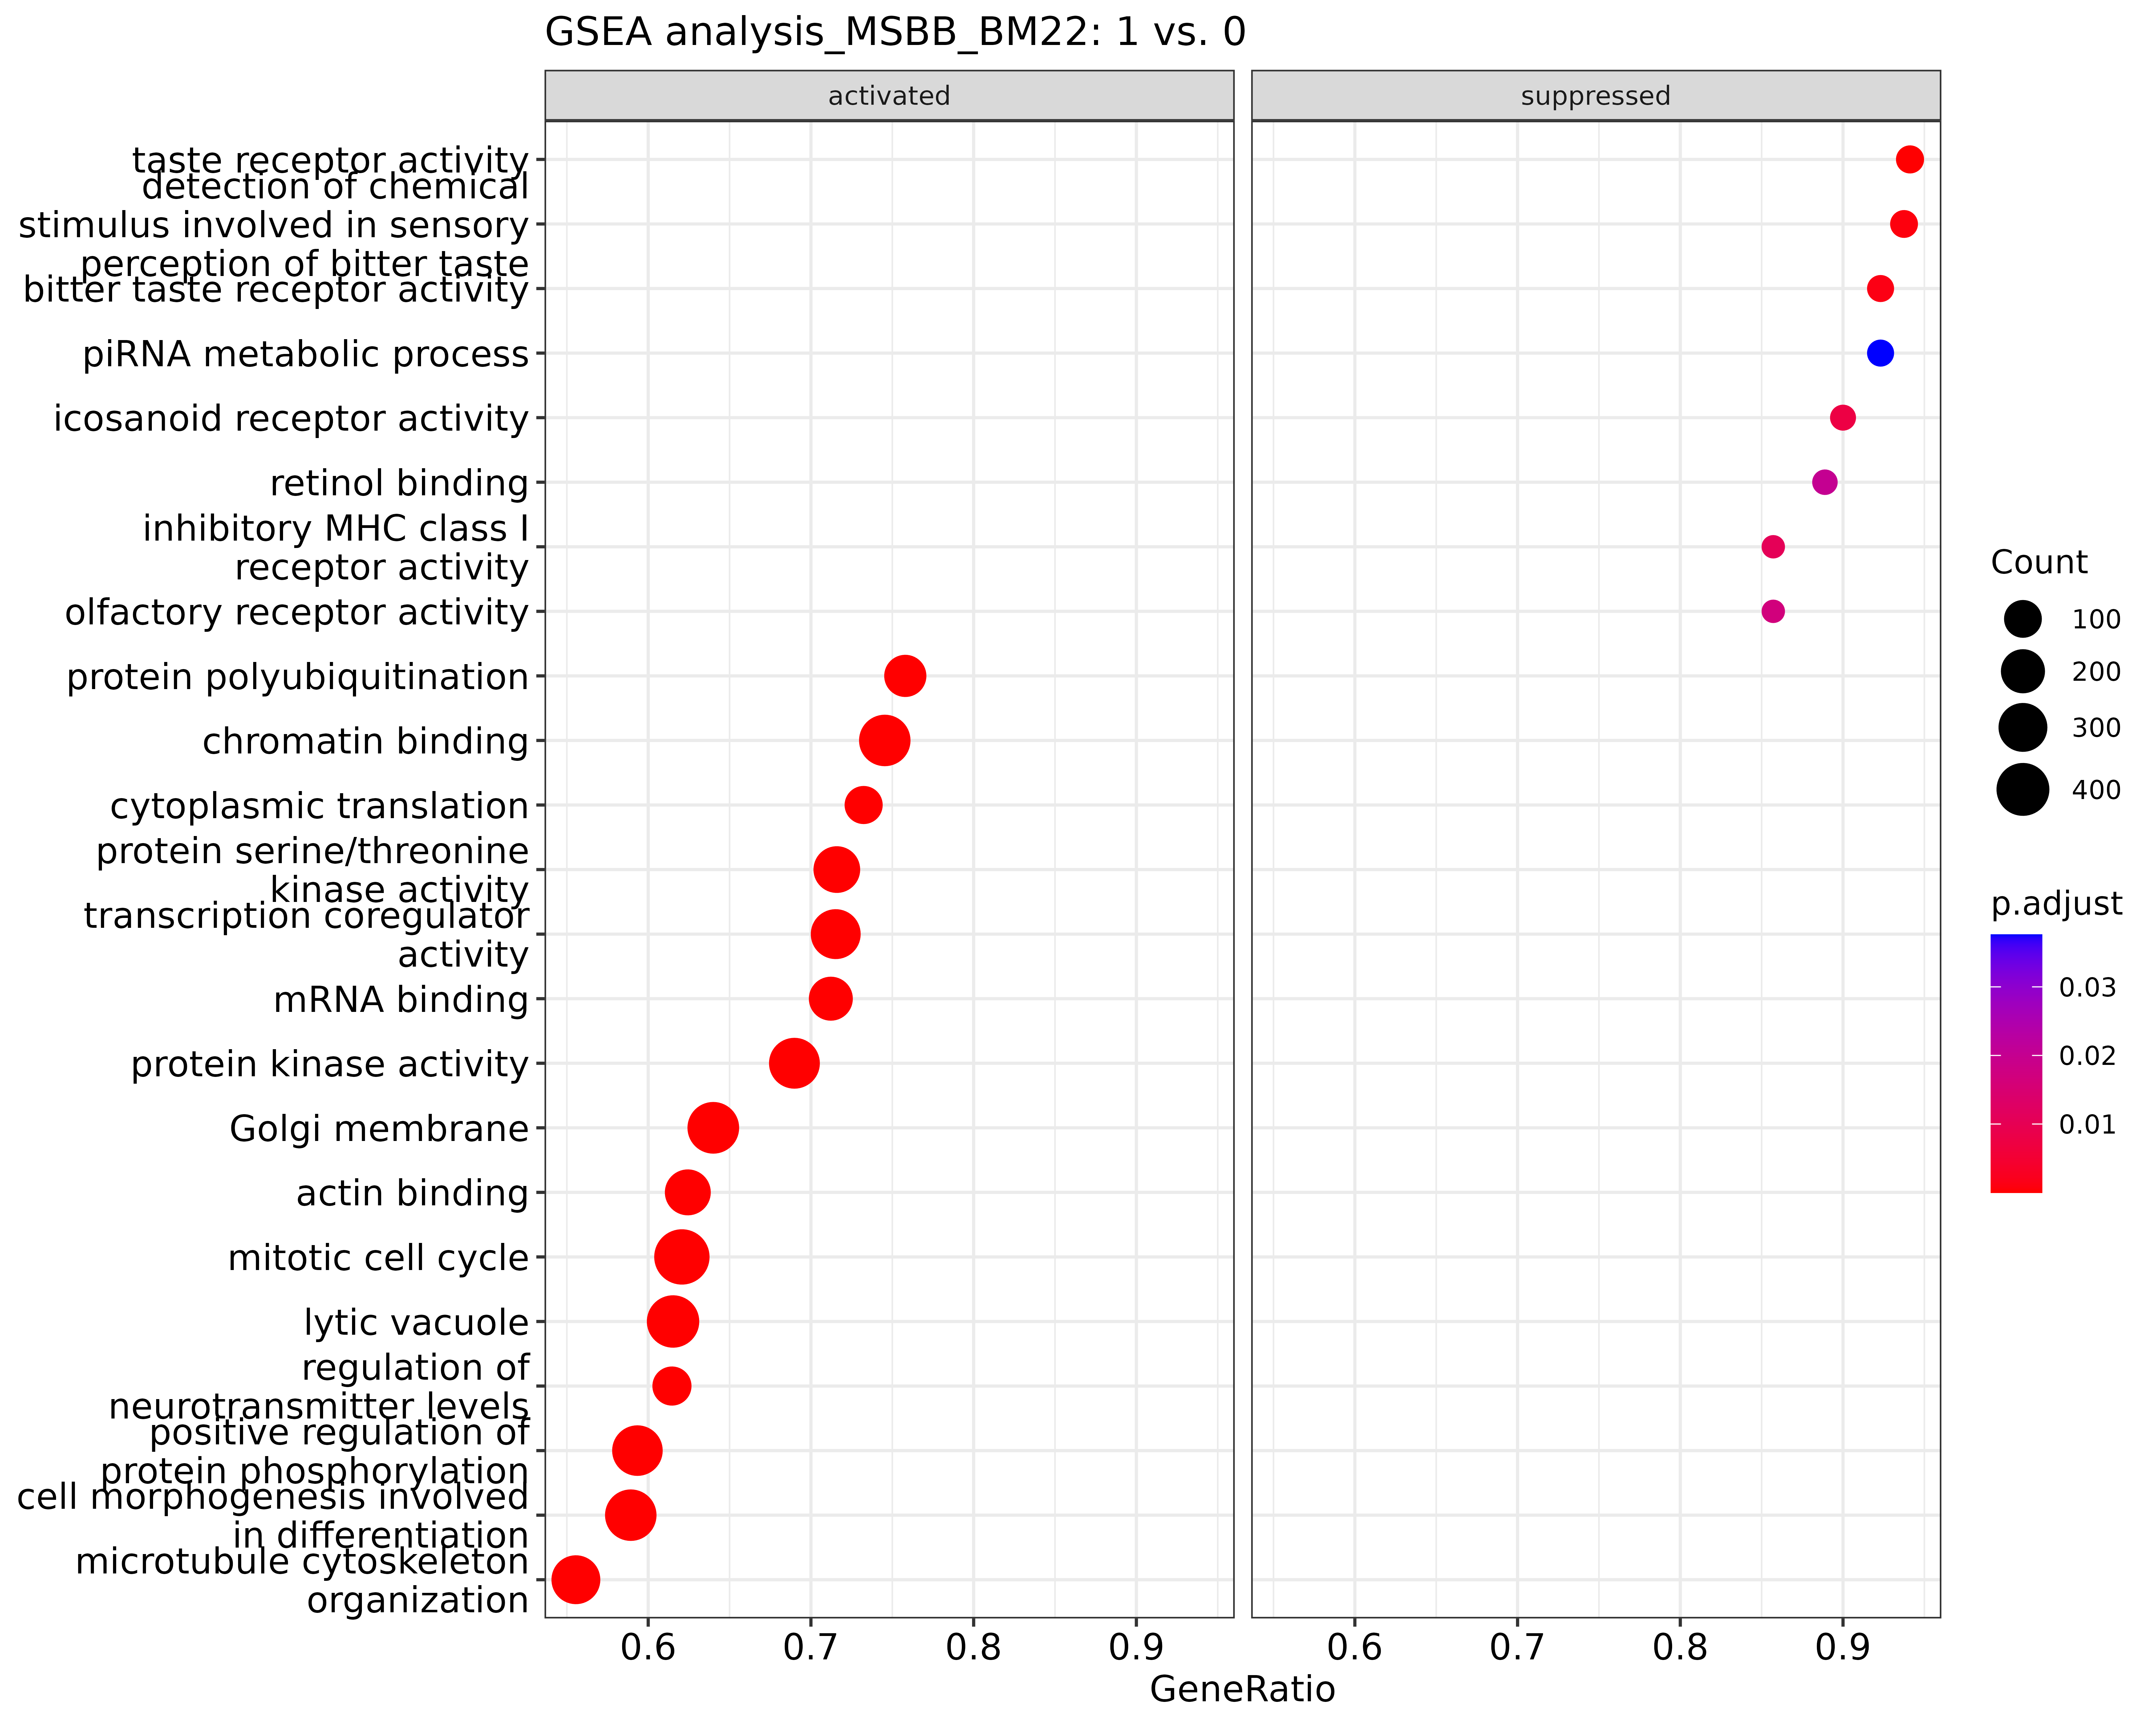 GSEA analysis_MSBB_BM22: 1 vs. 0
activated
suppressed
taste receptor activity
detection of chemical
stimulus involved in sensory
perception of bitter taste
bitter taste receptor activity
piRNA metabolic process
icosanoid receptor activity
retinol binding
inhibitory MHC class I
receptor activity
olfactory receptor activity
protein polyubiquitination
chromatin binding
cytoplasmic translation
protein serine/threonine
kinase activity
transcription coregulator
activity
mRNA binding
protein kinase activity
Golgi membrane
actin binding
mitotic cell cycle
lytic vacuole
regulation of
neurotransmitter levels
positive regulation of
protein phosphorylation
cell morphogenesis involved
in differentiation
microtubule cytoskeleton
organization
0.6 0.7 0.8 0.9
0.6 0.7 0.8 0.9
GeneRatio
Count
100
200
300
400
p.adjust
0.03
0.02
0.01